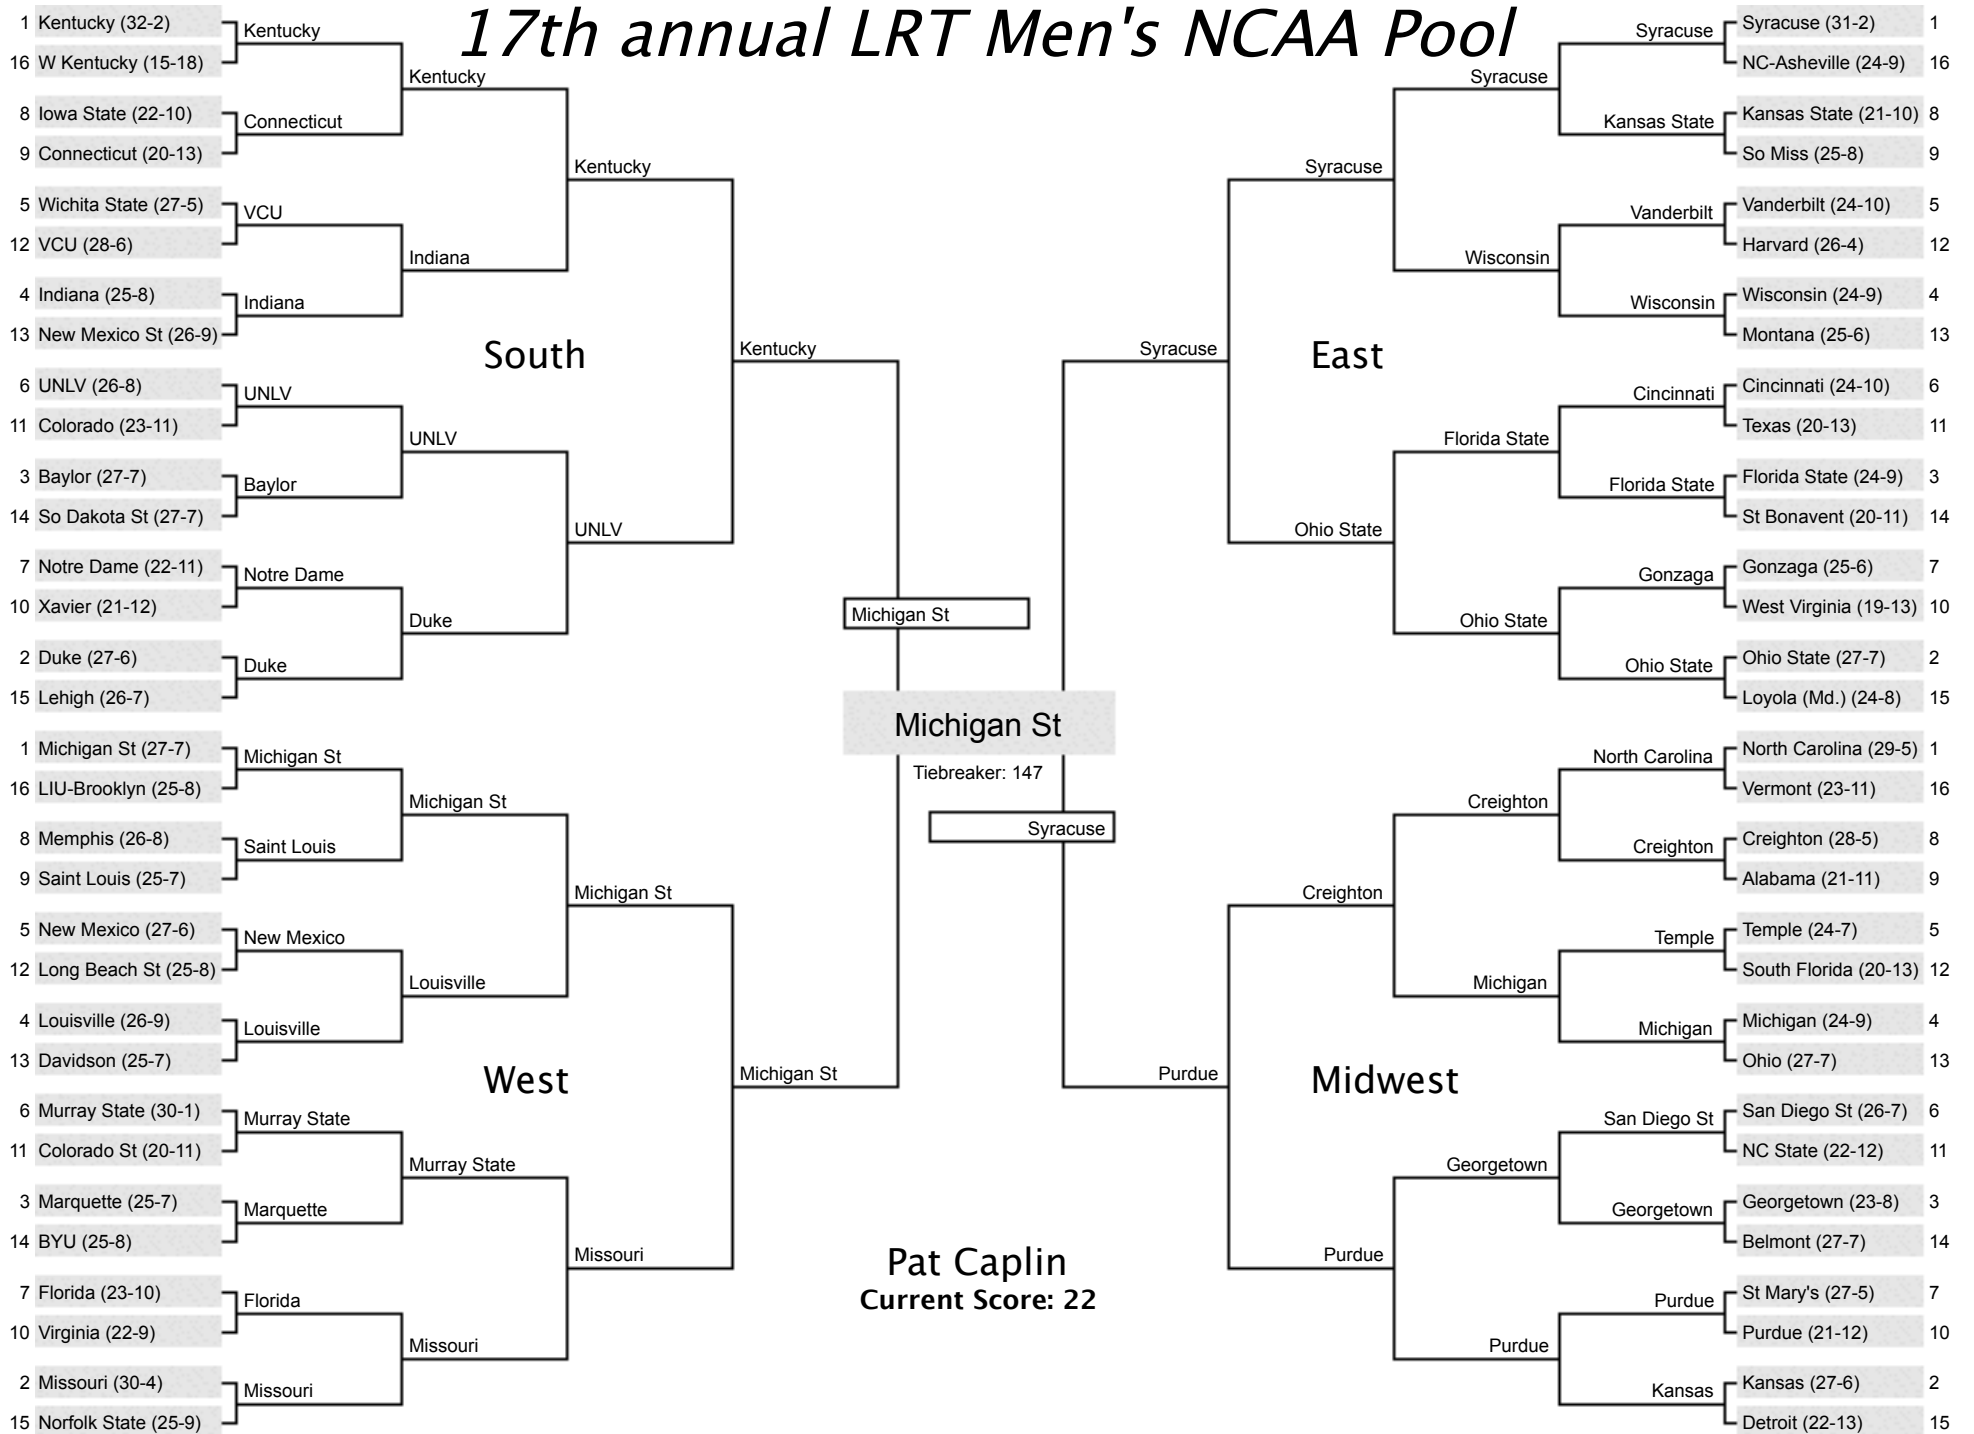 17th annual LRT Men's NCAA Pool
1 Kentucky (32-2)
16 W Kentucky (15-18)
8 Iowa State (22-10)
9 Connecticut (20-13)
5 Wichita State (27-5)
12 VCU (28-6)
4 Indiana (25-8)
13 New Mexico St (26-9)
6 UNLV (26-8)
11 Colorado (23-11)
3 Baylor (27-7)
14 So Dakota St (27-7)
7 Notre Dame (22-11)
10 Xavier (21-12)
2 Duke (27-6)
15 Lehigh (26-7)
Kentucky
Connecticut
VCU
Indiana
UNLV
Baylor
Notre Dame
Duke
Kentucky
Indiana
UNLV
Duke
Kentucky
UNLV
Kentucky
South
1 Michigan St (27-7)
16 LIU-Brooklyn (25-8)
8 Memphis (26-8)
9 Saint Louis (25-7)
5 New Mexico (27-6)
12 Long Beach St (25-8)
4 Louisville (26-9)
13 Davidson (25-7)
6 Murray State (30-1)
11 Colorado St (20-11)
3 Marquette (25-7)
14 BYU (25-8)
7 Florida (23-10)
10 Virginia (22-9)
2 Missouri (30-4)
15 Norfolk State (25-9)
Michigan St
Saint Louis
New Mexico
Louisville
Murray State
Marquette
Florida
Missouri
Michigan St
Louisville
Murray State
Missouri
Michigan St
Missouri
Michigan St
West
Michigan St
Michigan St
Tiebreaker: 147
Syracuse
Pat Caplin
Current Score: 22
Syracuse (31-2) 1
NC-Asheville (24-9) 16
Kansas State (21-10) 8
So Miss (25-8) 9
Vanderbilt (24-10) 5
Harvard (26-4) 12
Wisconsin (24-9) 4
Montana (25-6) 13
Cincinnati (24-10) 6
Texas (20-13) 11
Florida State (24-9) 3
St Bonavent (20-11) 14
Gonzaga (25-6) 7
West Virginia (19-13) 10
Ohio State (27-7) 2
Loyola (Md.) (24-8) 15
Syracuse
Kansas State
Vanderbilt
Wisconsin
Cincinnati
Florida State
Gonzaga
Ohio State
Syracuse
Wisconsin
Florida State
Ohio State
Syracuse
Ohio State
Syracuse
East
North Carolina (29-5) 1
Vermont (23-11) 16
Creighton (28-5) 8
Alabama (21-11) 9
Temple (24-7) 5
South Florida (20-13) 12
Michigan (24-9) 4
Ohio (27-7) 13
San Diego St (26-7) 6
NC State (22-12) 11
Georgetown (23-8) 3
Belmont (27-7) 14
St Mary's (27-5) 7
Purdue (21-12) 10
Kansas (27-6) 2
Detroit (22-13) 15
North Carolina
Creighton
Temple
Michigan
San Diego St
Georgetown
Purdue
Kansas
Creighton
Michigan
Georgetown
Purdue
Creighton
Purdue
Purdue
Midwest